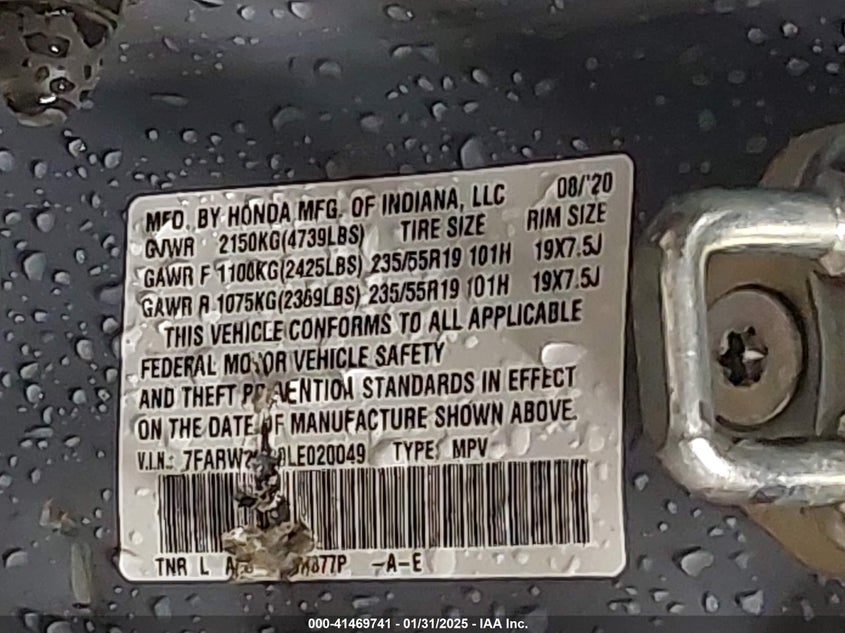 MFD. BY HONDA MFG. OF INDIANA, LLC 08/'20
GVWR 2150KG(4739LBS) TIRE SIZE RIM SIZE
GAWR F 1100KG(2425LBS) 235/55R19 101H 19X7.5J
GAWR R 1075KG(2369LBS) 235/55R19 101H 19X7.5J
THIS VEHICLE CONFORMS TO ALL APPLICABLE
FEDERAL MOTOR VEHICLE SAFETY
AND THEFT PREVENTION STANDARDS IN EFFECT
ON THE DATE OF MANUFACTURE SHOWN ABOVE.
V.I.N.: TYPE: MPV
TNR L -A-E
000-41469741 - 01/31/2025 - IAA Inc.